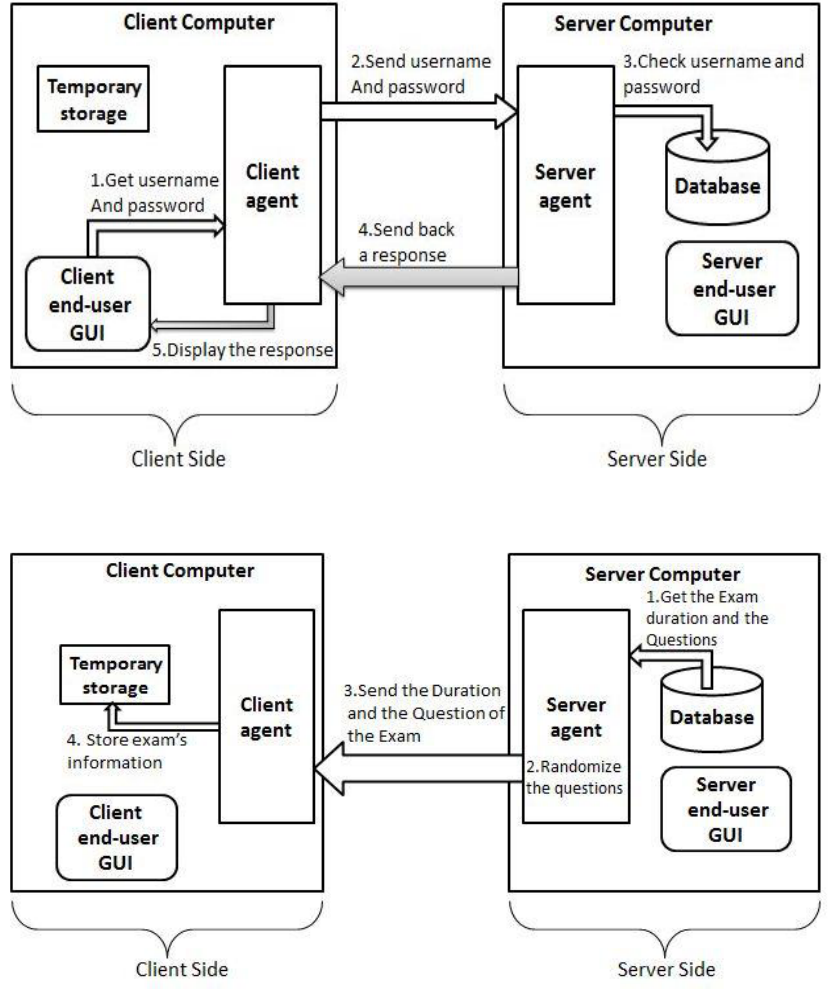 Client Computer
Server Computer
Temporary
storage
Client
agent
2.Send username
And password
Server
agent
3.Check username and
password
Database
1.Get username
And password
4.Send back
a response
Client
end-user
GUI
Server
end-user
GUI
5.Display the response
Client Side
Server Side
Client Computer
Server Computer
1.Get the Exam
duration and the
Questions
Temporary
storage
Client
agent
3.Send the Duration
and the Question of
the Exam
Server
agent
Database
4. Store exam's
information
2.Randomize
the questions
Client
end-user
GUI
Server
end-user
GUI
Client Side
Server Side